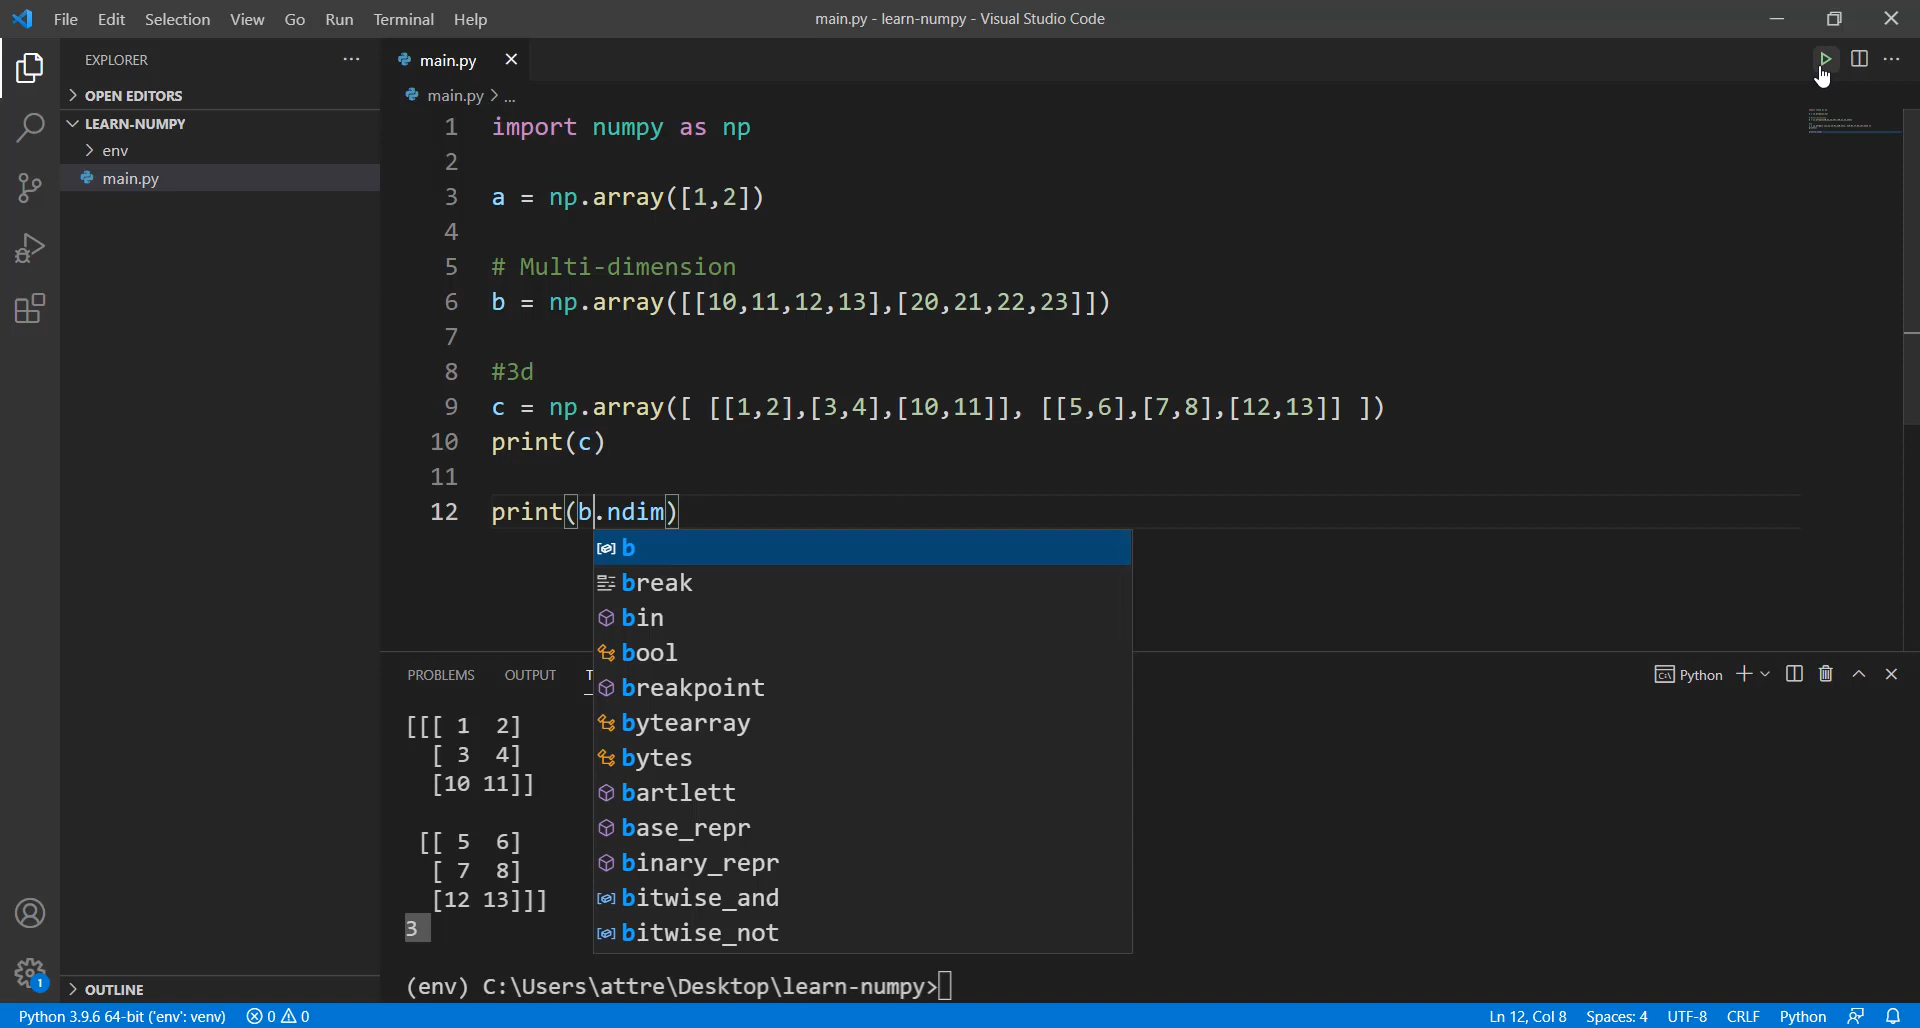 File Edit Selection View Go Run Terminal Help
main.py - learn-numpy - Visual Studio Code
EXPLORER
OPEN EDITORS
LEARN-NUMPY
env
main.py
OUTLINE
main.py
main.py > ...
1 import numpy as np
2
3 a = np.array([1,2])
4
5 # Multi-dimension
6 b = np.array([[10,11,12,13],[20,21,22,23]])
7
8 #3d
9 c = np.array([ [[1,2],[3,4],[10,11]], [[5,6],[7,8],[12,13]] ])
10 print(c)
11
12 print(b.ndim)
b
break
bin
bool
breakpoint
bytearray
bytes
bartlett
base_repr
binary_repr
bitwise_and
bitwise_not
PROBLEMS OUTPUT T
Python
[[[ 1  2]
[ 3  4]
[10 11]]
[[ 5  6]
[ 7  8]
[12 13]]]
3
(env) C:\Users\attre\Desktop\learn-numpy>
1
Python 3.9.6 64-bit ('env': venv) 0 0 Ln 12, Col 8 Spaces: 4 UTF-8 CRLF Python